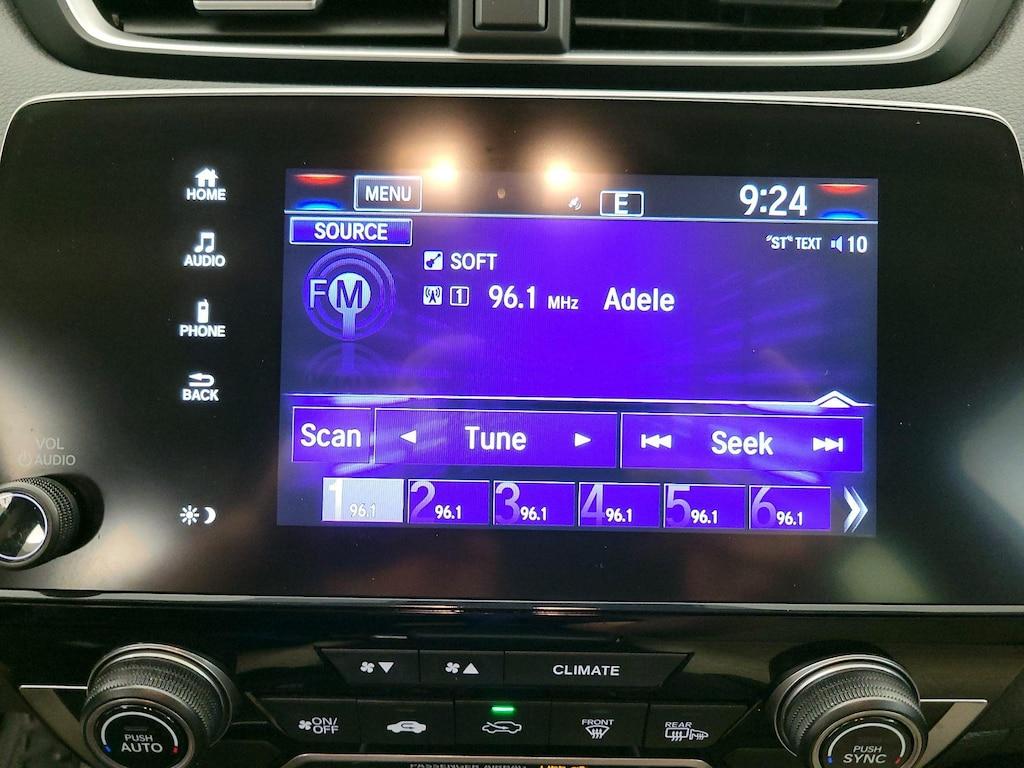 HOME
MENU
E
9:24
SOURCE
AUDIO
"ST" TEXT 10
SOFT
FM
1 96.1 MHz Adele
PHONE
BACK
Scan
Tune
Seek
VOL
AUDIO
1 96.1
2 96.1
3 96.1
4 96.1
5 96.1
6 96.1
CLIMATE
ON/
OFF
FRONT
REAR
PUSH
AUTO
PUSH
SYNC
PASSENGER AIRBAG